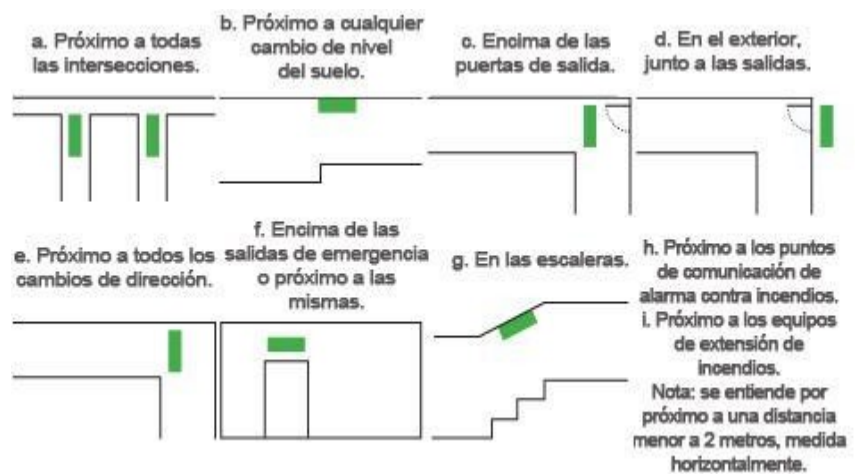 a. Próximo a todas
las intersecciones.
b. Próximo a cualquier
cambio de nivel
del suelo.
c. Encima de las
puertas de salida.
d. En el exterior,
junto a las salidas.
e. Próximo a todos los
cambios de dirección.
f. Encima de las
salidas de emergencia
o próximo a las
mismas.
g. En las escaleras.
h. Próximo a los puntos
de comunicación de
alarma contra incendios.
i. Próximo a los equipos
de extensión de
incendios.
Nota: se entiende por
próximo a una distancia
menor a 2 metros, medida
horizontalmente.